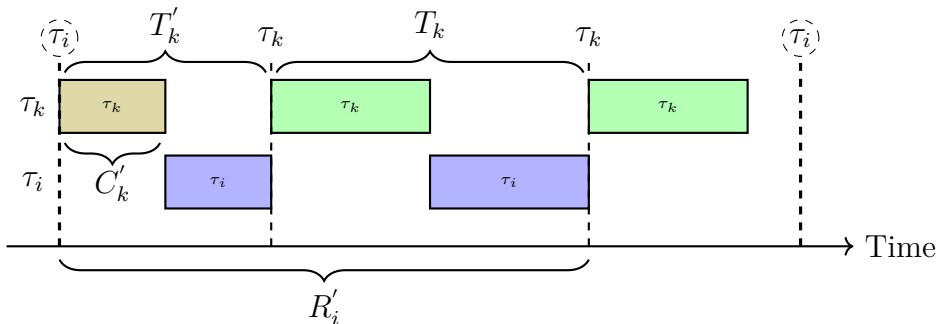 τᵢ T′ₖ τₖ Tₖ τₖ τᵢ
τₖ τₖ τₖ τₖ
C′ₖ
τᵢ τᵢ τᵢ
Time
R′ᵢ